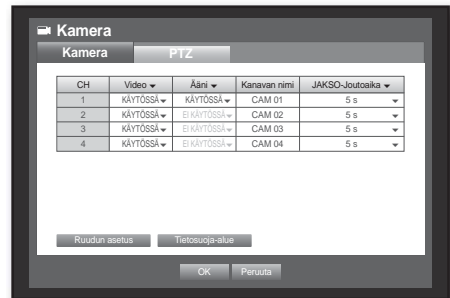 Kamera
Kamera PTZ
CH Video Ääni Kanavan nimi JAKSO-Joutoaika
1 KÄYTÖSSÄ KÄYTÖSSÄ CAM 01 5 s
2 KÄYTÖSSÄ EI KÄYTÖSSÄ CAM 02 5 s
3 KÄYTÖSSÄ EI KÄYTÖSSÄ CAM 03 5 s
4 KÄYTÖSSÄ EI KÄYTÖSSÄ CAM 04 5 s
Ruudun asetus Tietosuoja-alue
OK Peruuta